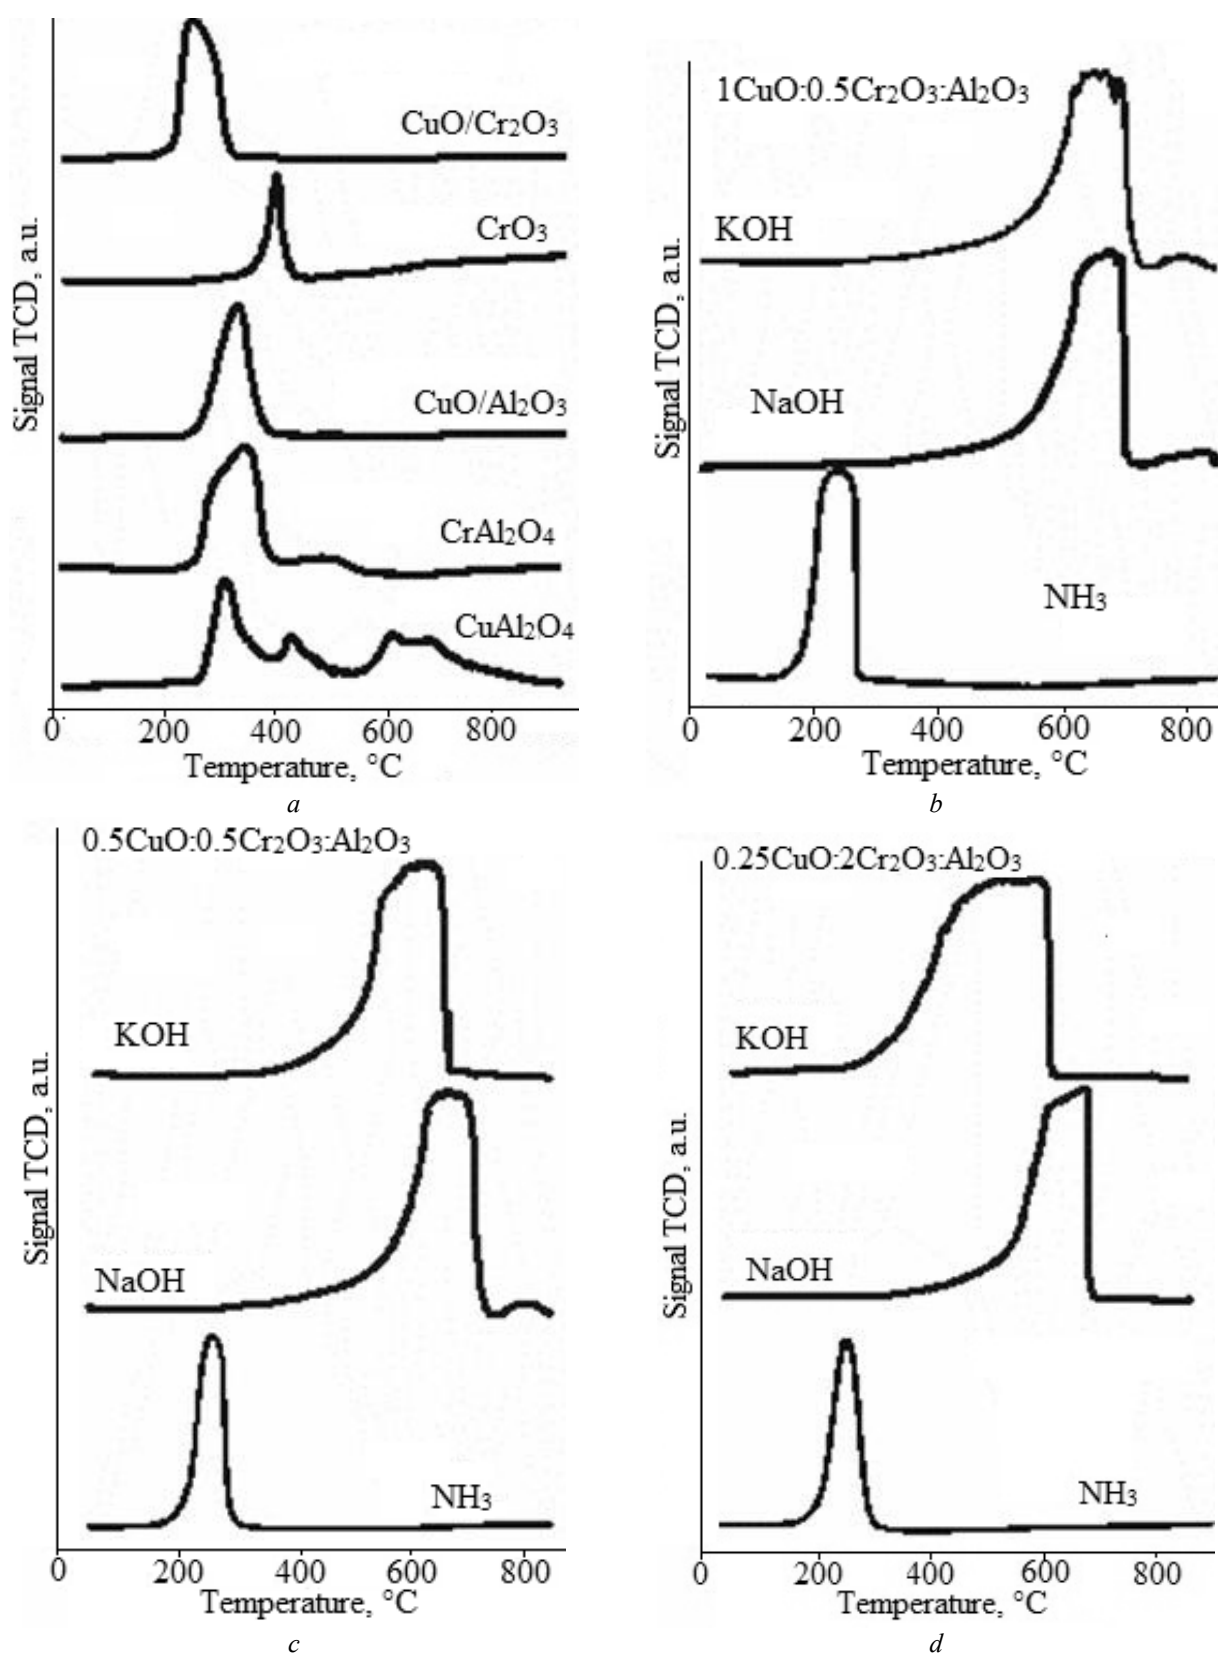 CuO/Cr₂O₃
CrO₃
CuO/Al₂O₃
CrAl₂O₄
CuAl₂O₄
Signal TCD, a.u.
0 200 400 600 800
Temperature, °C
a
1CuO:0.5Cr₂O₃:Al₂O₃
KOH
NaOH
NH₃
Signal TCD, a.u.
0 200 400 600 800
Temperature, °C
b
0.5CuO:0.5Cr₂O₃:Al₂O₃
KOH
NaOH
NH₃
Signal TCD, a.u.
0 200 400 600 800
Temperature, °C
c
0.25CuO:2Cr₂O₃:Al₂O₃
KOH
NaOH
NH₃
Signal TCD, a.u.
0 200 400 600 800
Temperature, °C
d